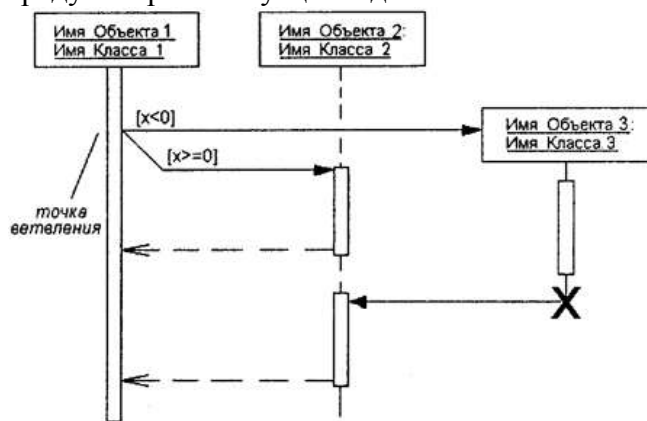 Имя Объекта 1
Имя Класса 1
Имя Объекта 2:
Имя Класса 2
[x<0]
Имя Объекта 3:
Имя Класса 3
[x>=0]
точка
ветвления
X